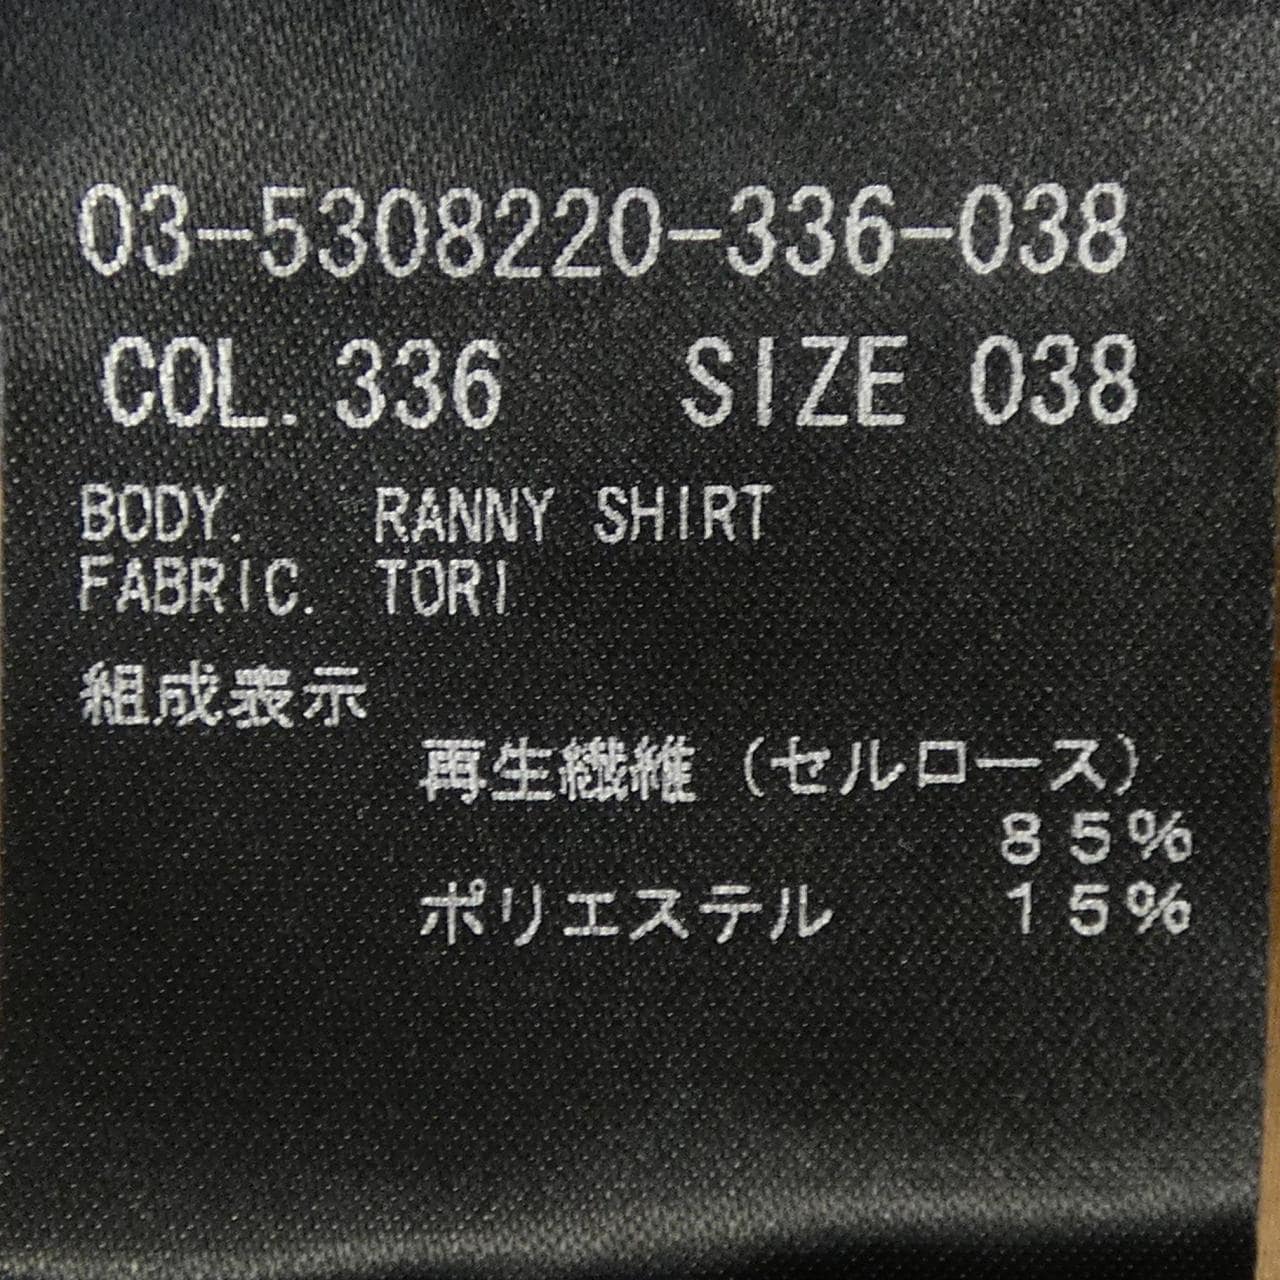 03-5308220-336-038
COL. 336 SIZE 038
BODY. RANNY SHIRT
FABRIC. TORI
組成表示
再生繊維(セルロース)
85%
ポリエステル 15%